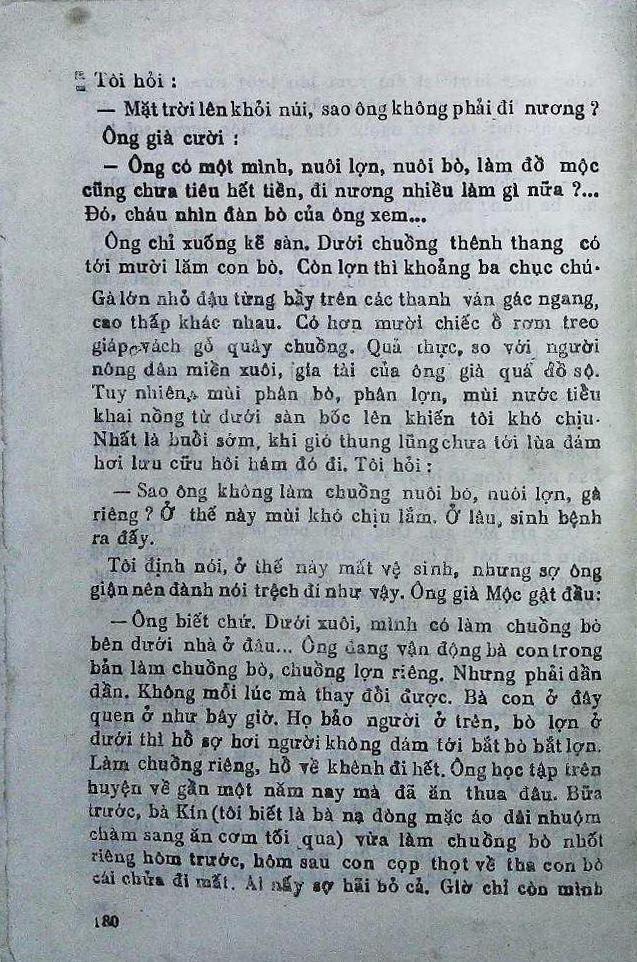 Tôi hỏi :
— Mặt trời lên khỏi núi, sao ông không phải đi nương ?
Ông già cười :
— Ông có một mình, nuôi lợn, nuôi bò, làm đồ mộc
cũng chưa tiêu hết tiền, đi nương nhiều làm gì nữa ?...
Đó, cháu nhìn đàn bò của ông xem...
Ông chỉ xuống kẽ sàn. Dưới chuồng thênh thang có
tới mười lăm con bò. Còn lợn thì khoảng ba chục chú.
Gà lớn nhỏ đậu từng bầy trên các thanh ván gác ngang,
cao thấp khác nhau. Có hơn mười chiếc ổ rơm treo
giáp vách gỗ quây chuồng. Quả thực, so với người
nông dân miền xuôi, gia tài của ông già quá đồ sộ.
Tuy nhiên, mùi phân bò, phân lợn, mùi nước tiểu
khai nồng từ dưới sàn bốc lên khiến tôi khó chịu.
Nhất là buổi sớm, khi gió thung lũng chưa tới lùa đám
hơi lưu cữu hôi hám đó đi. Tôi hỏi :
— Sao ông không làm chuồng nuôi bò, nuôi lợn, gà
riêng ? Ở thế này mùi khó chịu lắm. Ở lâu, sinh bệnh
ra đấy.
Tôi định nói, ở thế này mất vệ sinh, nhưng sợ ông
giận nên đành nói trệch đi như vậy. Ông già Mộc gật đầu:
— Ông biết chứ. Dưới xuôi, mình có làm chuồng bò
bên dưới nhà ở đâu... Ông đang vận động bà con trong
bản làm chuồng bò, chuồng lợn riêng. Nhưng phải dần
dần. Không mỗi lúc mà thay đổi được. Bà con ở đây
quen ở như bây giờ. Họ bảo người ở trên, bò lợn ở
dưới thì hổ sợ hơi người không dám tới bắt bò bắt lợn.
Làm chuồng riêng, hổ về khênh đi hết. Ông học tập trên
huyện về gần một năm nay mà đã ăn thua đâu. Bữa
trước, bà Kín (tôi biết là bà nạ dòng mặc áo dài nhuộm
chàm sang ăn cơm tối qua) vừa làm chuồng bò nhốt
riêng hôm trước, hôm sau con cọp thọt về tha con bò
cái chửa đi mất. Ai nấy sợ hãi bỏ cả. Giờ chỉ còn mình
180